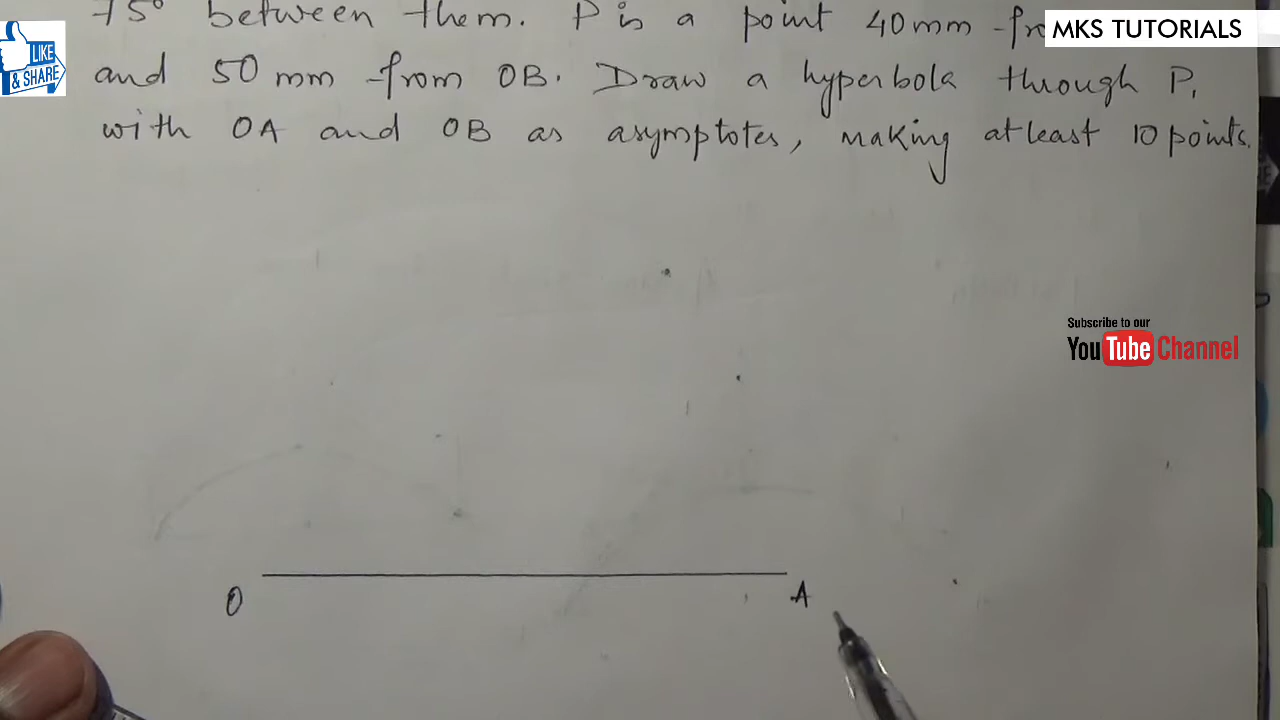 75° between them. P is a point 40mm
and 50 mm from OB. Draw a hyperbola through P,
with OA and OB as asymptotes, making atleast 10 points.
MKS TUTORIALS
LIKE
& SHARE
Subscribe to our
YouTube Channel
O
A